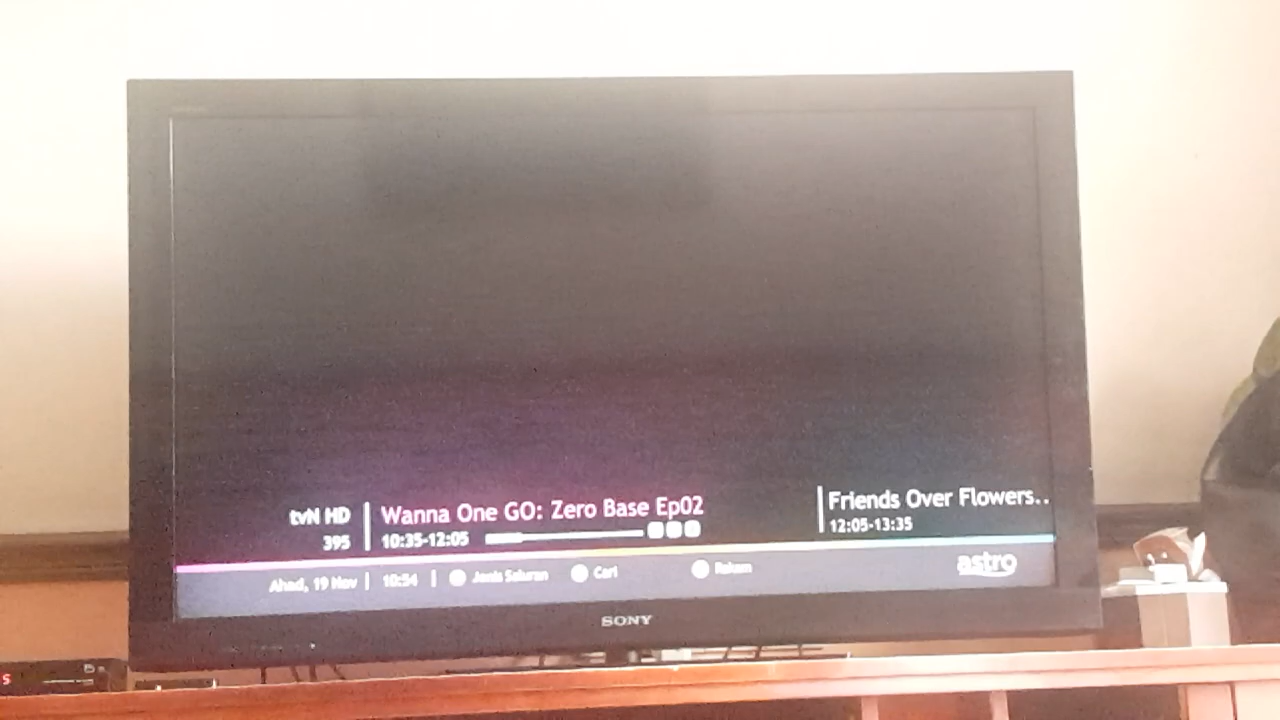 tvN HD
395
Wanna One GO: Zero Base Ep02
10:35-12:05
Friends Over Flowers..
12:05-13:35
Ahad, 19 Nov | 10:54 | Jenis Saluran Cari Rakam
astro
SONY